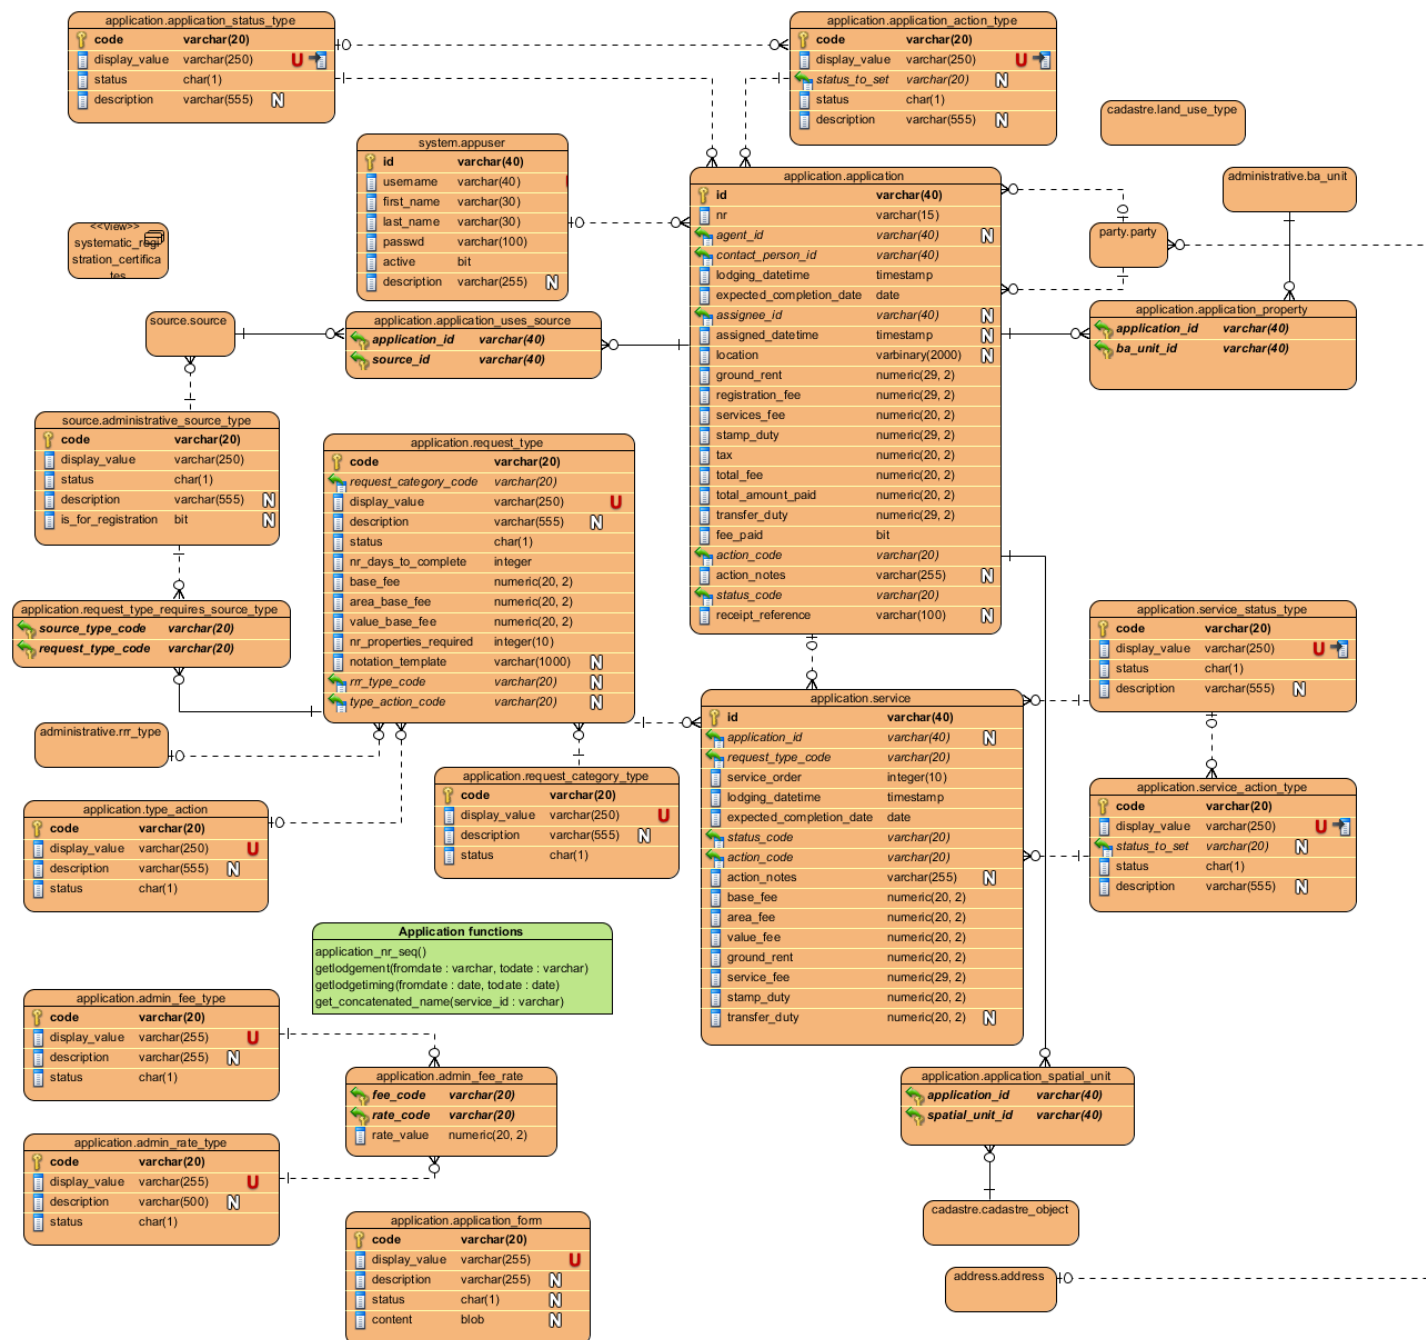 application.application_status_type
code varchar(20)
display_value varchar(250) U
status char(1)
description varchar(555) N
application.application_action_type
code varchar(20)
display_value varchar(250) U
status_to_set varchar(20) N
status char(1)
description varchar(555) N
cadastre.land_use_type
system.appuser
id varchar(40)
username varchar(40)
first_name varchar(30)
last_name varchar(30)
passwd varchar(100)
active bit
description varchar(255) N
application.application
id varchar(40)
nr varchar(15)
agent_id varchar(40) N
contact_person_id varchar(40)
lodging_datetime timestamp
expected_completion_date date
assignee_id varchar(40) N
assigned_datetime timestamp N
location varbinary(2000) N
ground_rent numeric(29, 2)
registration_fee numeric(29, 2)
services_fee numeric(20, 2)
stamp_duty numeric(29, 2)
tax numeric(20, 2)
total_fee numeric(20, 2)
total_amount_paid numeric(20, 2)
transfer_duty numeric(29, 2)
fee_paid bit
action_code varchar(20)
action_notes varchar(255) N
status_code varchar(20)
receipt_reference varchar(100) N
administrative.ba_unit
party.party
<<View>>
systematic_regi
stration_certifica
tes
source.source
application.application_uses_source
application_id varchar(40)
source_id varchar(40)
application.application_property
application_id varchar(40)
ba_unit_id varchar(40)
source.administrative_source_type
code varchar(20)
display_value varchar(250)
status char(1)
description varchar(555) N
is_for_registration bit N
application.request_type
code varchar(20)
request_category_code varchar(20)
display_value varchar(250) U
description varchar(555) N
status char(1)
nr_days_to_complete integer
base_fee numeric(20, 2)
area_base_fee numeric(20, 2)
value_base_fee numeric(20, 2)
nr_properties_required integer(10)
notation_template varchar(1000) N
rrr_type_code varchar(20) N
type_action_code varchar(20) N
application.request_type_requires_source_type
source_type_code varchar(20)
request_type_code varchar(20)
application.service_status_type
code varchar(20)
display_value varchar(250) U
status char(1)
description varchar(555) N
application.service
id varchar(40)
application_id varchar(40) N
request_type_code varchar(20)
service_order integer(10)
lodging_datetime timestamp
expected_completion_date date
status_code varchar(20)
action_code varchar(20)
action_notes varchar(255) N
base_fee numeric(20, 2)
area_fee numeric(20, 2)
value_fee numeric(20, 2)
ground_rent numeric(20, 2)
service_fee numeric(29, 2)
stamp_duty numeric(20, 2)
transfer_duty numeric(20, 2) N
administrative.rrr_type
application.request_category_type
code varchar(20)
display_value varchar(250) U
description varchar(555) N
status char(1)
application.service_action_type
code varchar(20)
display_value varchar(250) U
status_to_set varchar(20) N
status char(1)
description varchar(555) N
application.type_action
code varchar(20)
display_value varchar(250) U
description varchar(555) N
status char(1)
Application functions
application_nr_seq()
getlodgement(fromdate : varchar, todate : varchar)
getlodgetiming(fromdate : date, todate : date)
get_concatenated_name(service_id : varchar)
application.admin_fee_type
code varchar(20)
display_value varchar(255) U
description varchar(255) N
status char(1)
application.admin_fee_rate
fee_code varchar(20)
rate_code varchar(20)
rate_value numeric(20, 2)
application.application_spatial_unit
application_id varchar(40)
spatial_unit_id varchar(40)
application.admin_rate_type
code varchar(20)
display_value varchar(255) U
description varchar(500) N
status char(1)
cadastre.cadastre_object
application.application_form
code varchar(20)
display_value varchar(255) U
description varchar(255) N
status char(1) N
content blob N
address.address